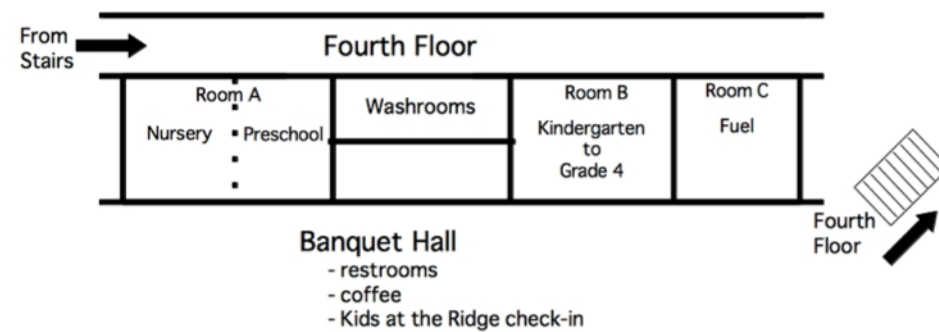 From
Stairs
Fourth Floor
Room A
Nursery
Preschool
Washrooms
Room B
Kindergarten
to
Grade 4
Room C
Fuel
Fourth
Floor
Banquet Hall
- restrooms
- coffee
- Kids at the Ridge check-in